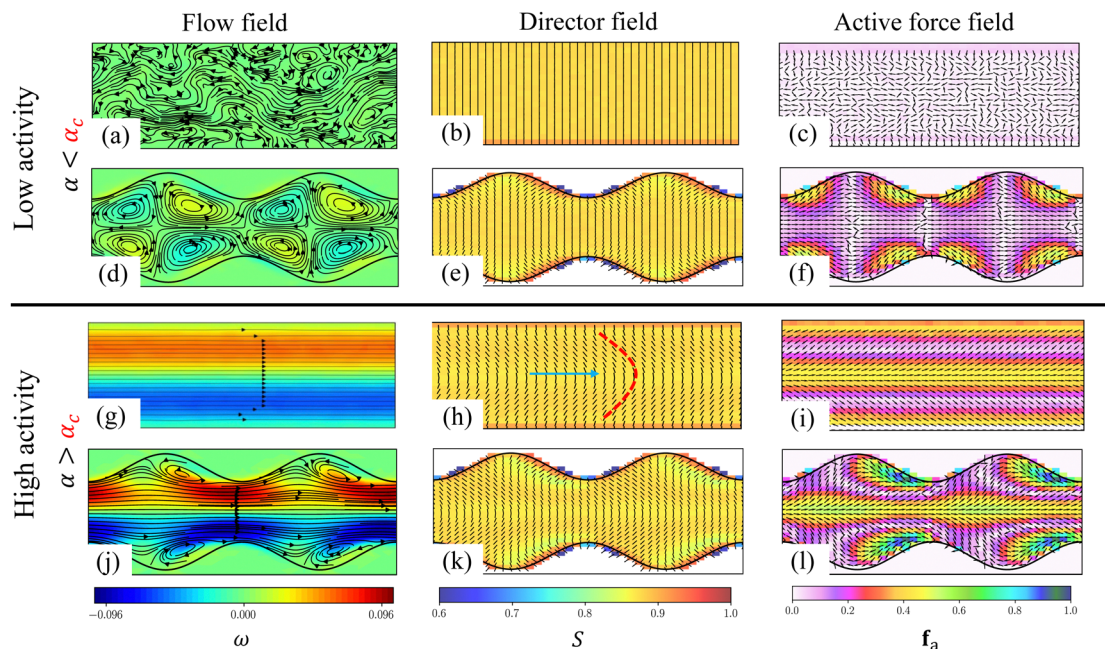 Flow field Director field Active force field
Low activity
α < αc
(a) (b) (c)
(d) (e) (f)
High activity
α > αc
(g) (h) (i)
(j) (k) (l)
−0.096 0.000 0.096 0.6 0.7 0.8 0.9 1.0 0.0 0.2 0.4 0.6 0.8 1.0
ω S fa